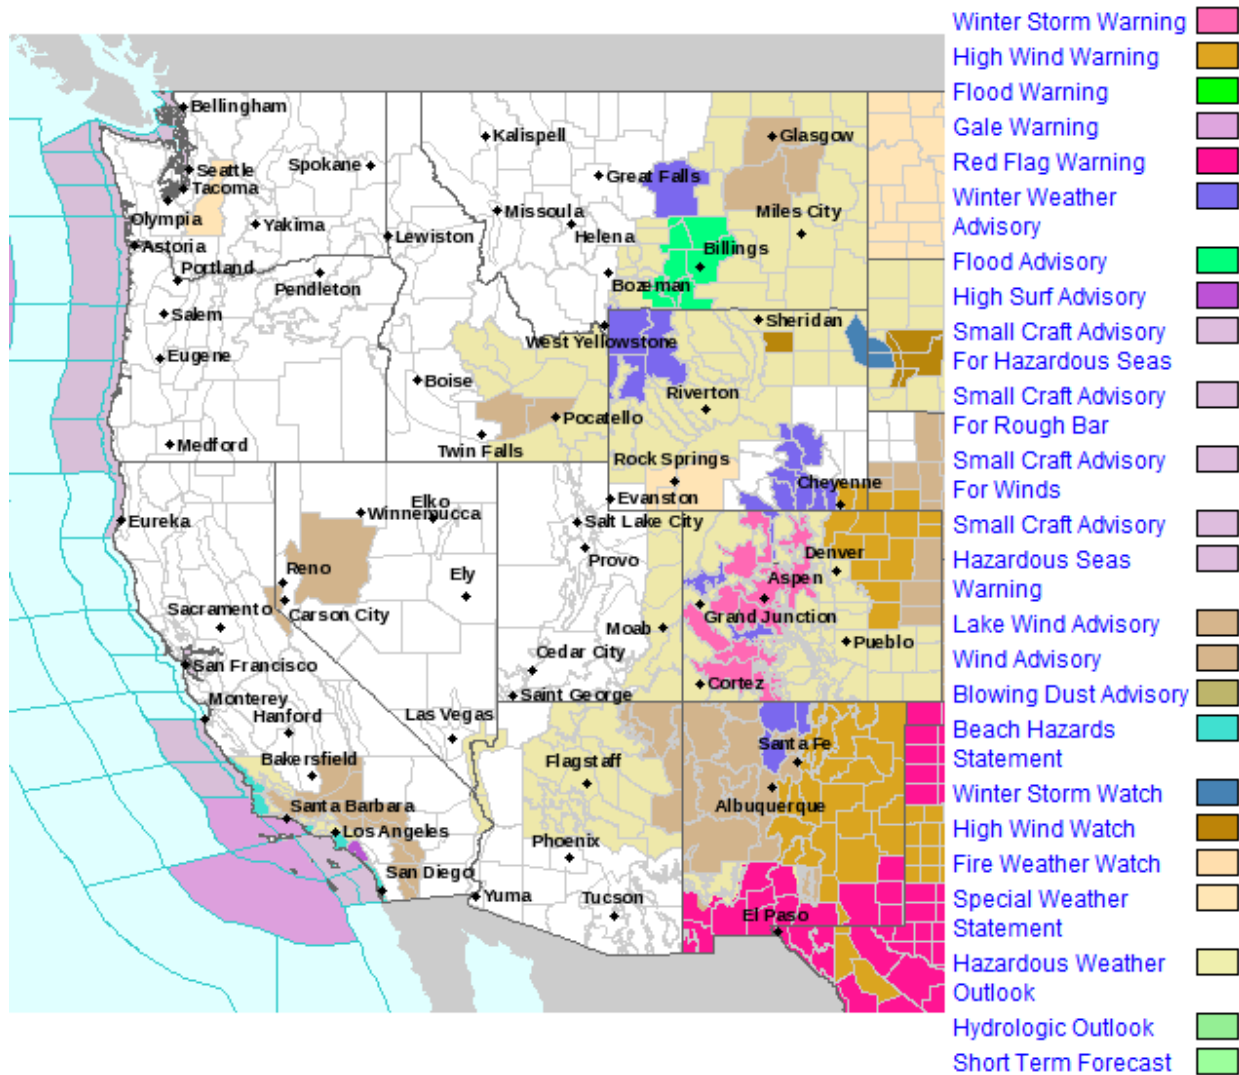 Bellingham
Seattle
Tacoma
Olympia
Spokane
Yakima
Astoria
Lewiston
Portland
Pendleton
Salem
Eugene
Medford
Kalispell
Great Falls
Missoula
Helena
Bozeman
Billings
Miles City
Glasgow
West Yellowstone
Sheridan
Boise
Pocatello
Twin Falls
Riverton
Rock Springs
Evanston
Cheyenne
Eureka
Winnemucca
Elko
Reno
Carson City
Ely
Sacramento
San Francisco
Monterey
Hanford
Bakersfield
Las Vegas
Santa Barbara
Los Angeles
San Diego
Salt Lake City
Provo
Moab
Cedar City
Saint George
Denver
Aspen
Grand Junction
Pueblo
Cortez
Flagstaff
Phoenix
Yuma
Tucson
Santa Fe
Albuquerque
El Paso
Winter Storm Warning
High Wind Warning
Flood Warning
Gale Warning
Red Flag Warning
Winter Weather
Advisory
Flood Advisory
High Surf Advisory
Small Craft Advisory
For Hazardous Seas
Small Craft Advisory
For Rough Bar
Small Craft Advisory
For Winds
Small Craft Advisory
Hazardous Seas
Warning
Lake Wind Advisory
Wind Advisory
Blowing Dust Advisory
Beach Hazards
Statement
Winter Storm Watch
High Wind Watch
Fire Weather Watch
Special Weather
Statement
Hazardous Weather
Outlook
Hydrologic Outlook
Short Term Forecast